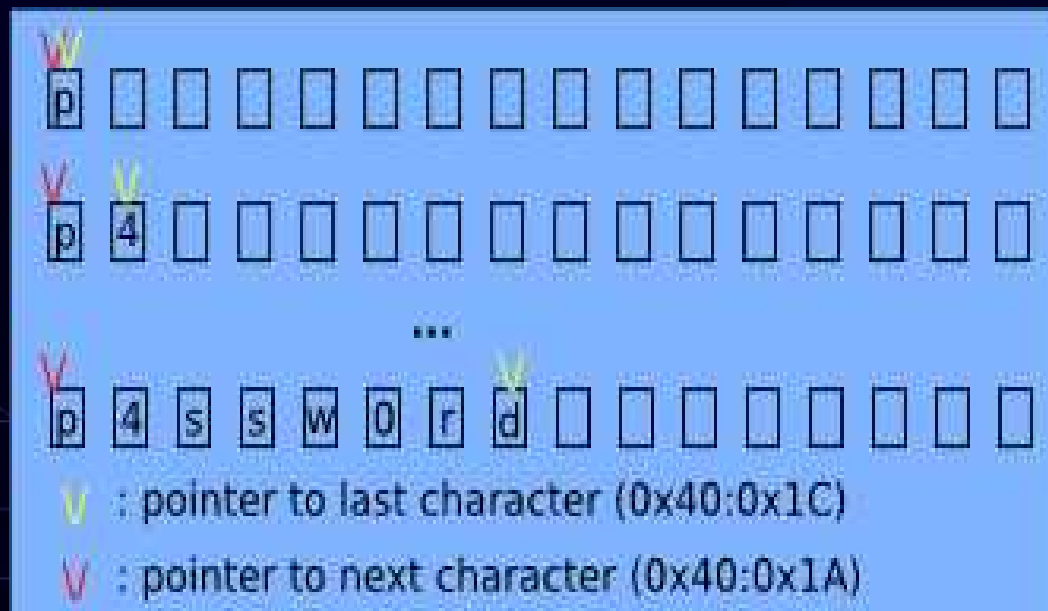 p
p 4
...
p 4 s s w 0 r d
V : pointer to last character (0x40:0x1C)
V : pointer to next character (0x40:0x1A)